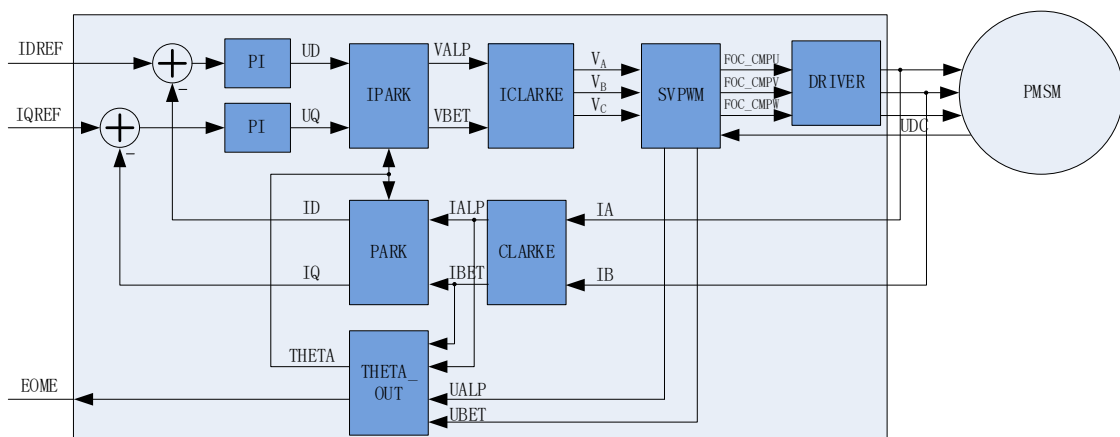 IDREF
PI
UD
IPARK
VALP
ICLARKE
VA
VB
VC
SVPWM
FOC_CMPU
FOC_CMPV
FOC_CMPW
DRIVER
PMSM
IQREF
PI
UQ
VBET
UDC
-
-
ID
IQ
PARK
IALP
IBET
CLARKE
IA
IB
THETA
THETA_
OUT
EOME
UALP
UBET